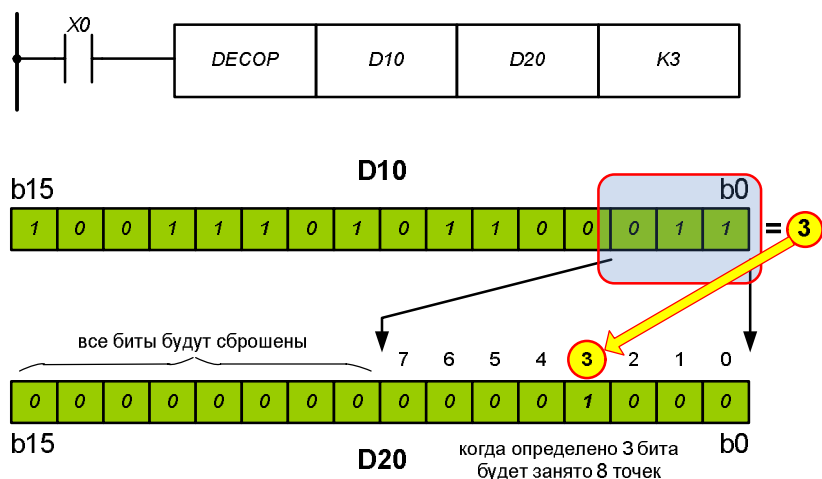 X0
DECOP D10 D20 K3
D10
b15 b0
1 0 0 1 1 1 0 1 0 1 1 0 0 0 1 1 = 3
все биты будут сброшены
7 6 5 4 3 2 1 0
0 0 0 0 0 0 0 0 0 0 0 0 1 0 0 0
b15 b0
D20
когда определено 3 бита
будет занято 8 точек